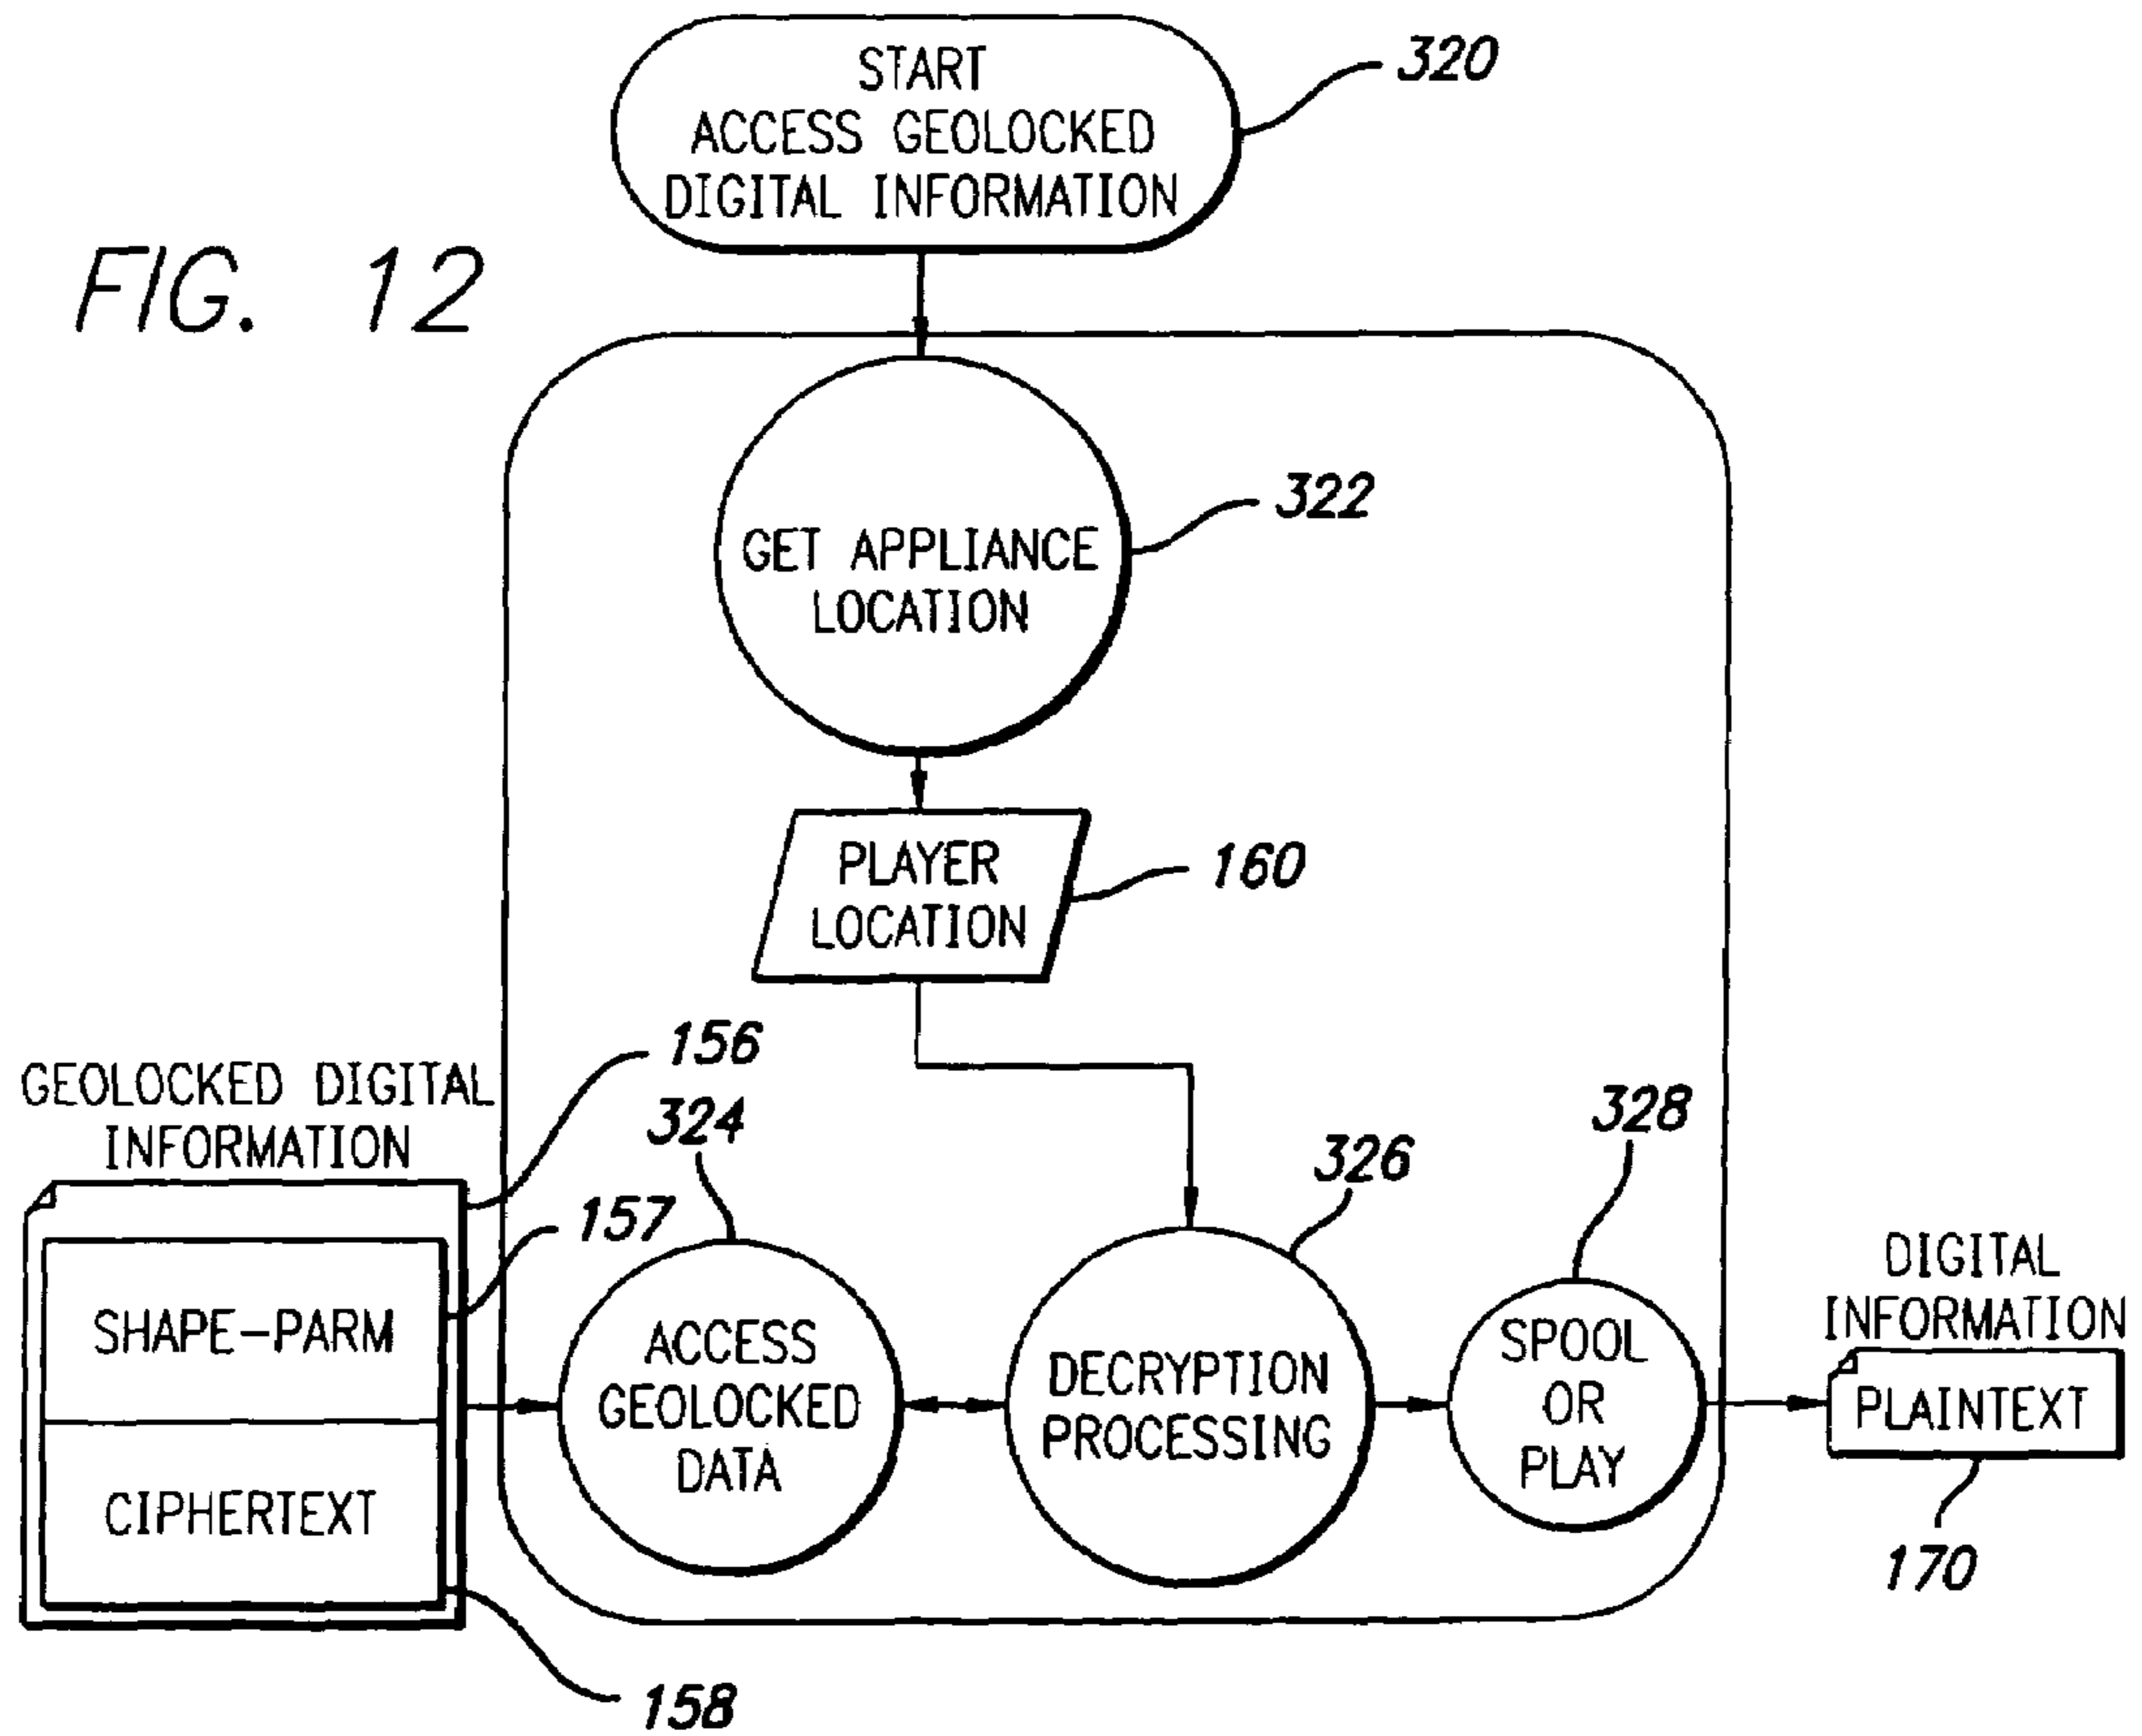 START
ACCESS GEOLOCKED
DIGITAL INFORMATION
320
FIG. 12
GET APPLIANCE
LOCATION
322
PLAYER
LOCATION
160
GEOLOCKED DIGITAL
INFORMATION
156
157
SHAPE-PARM
CIPHERTEXT
158
324
ACCESS
GEOLOCKED
DATA
326
DECRYPTION
PROCESSING
328
SPOOL
OR
PLAY
DIGITAL
INFORMATION
PLAINTEXT
170